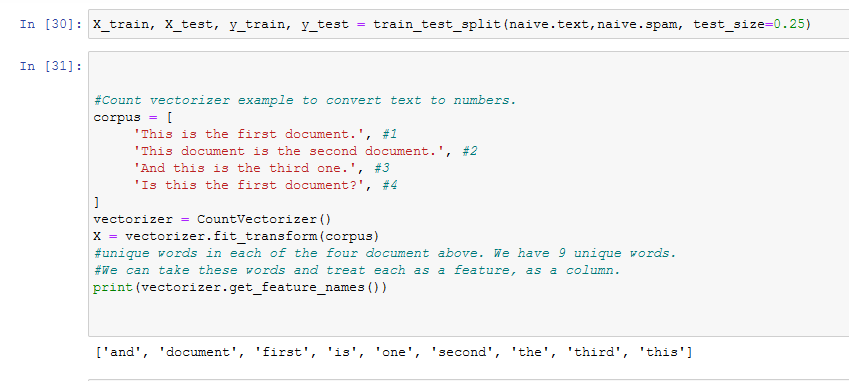 In [30]: X_train, X_test, y_train, y_test = train_test_split(naive.text,naive.spam, test_size=0.25)
In [31]:
#Count vectorizer example to convert text to numbers.
corpus = [
'This is the first document.', #1
'This document is the second document.', #2
'And this is the third one.', #3
'Is this the first document?', #4
]
vectorizer = CountVectorizer()
X = vectorizer.fit_transform(corpus)
#unique words in each of the four document above. We have 9 unique words.
#We can take these words and treat each as a feature, as a column.
print(vectorizer.get_feature_names())
['and', 'document', 'first', 'is', 'one', 'second', 'the', 'third', 'this']